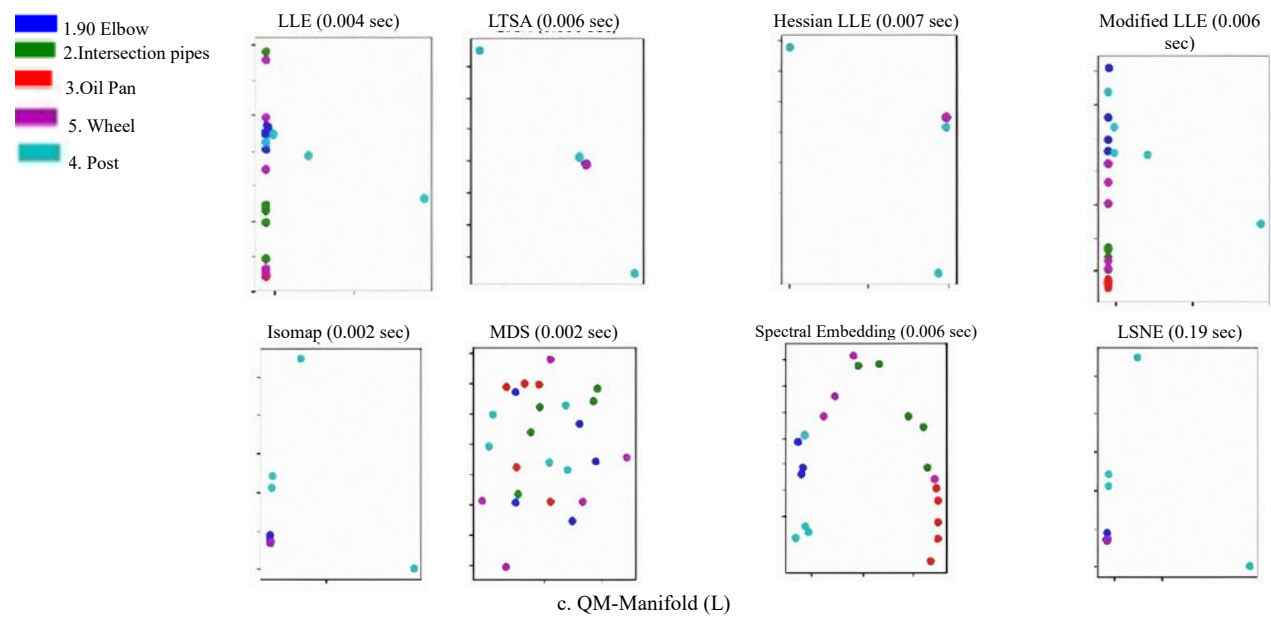 1.90 Elbow
2.Intersection pipes
3.Oil Pan
5. Wheel
4. Post
LLE (0.004 sec)
LTSA (0.006 sec)
Hessian LLE (0.007 sec)
Modified LLE (0.006
sec)
Isomap (0.002 sec)
MDS (0.002 sec)
Spectral Embedding (0.006 sec)
LSNE (0.19 sec)
c. QM-Manifold (L)